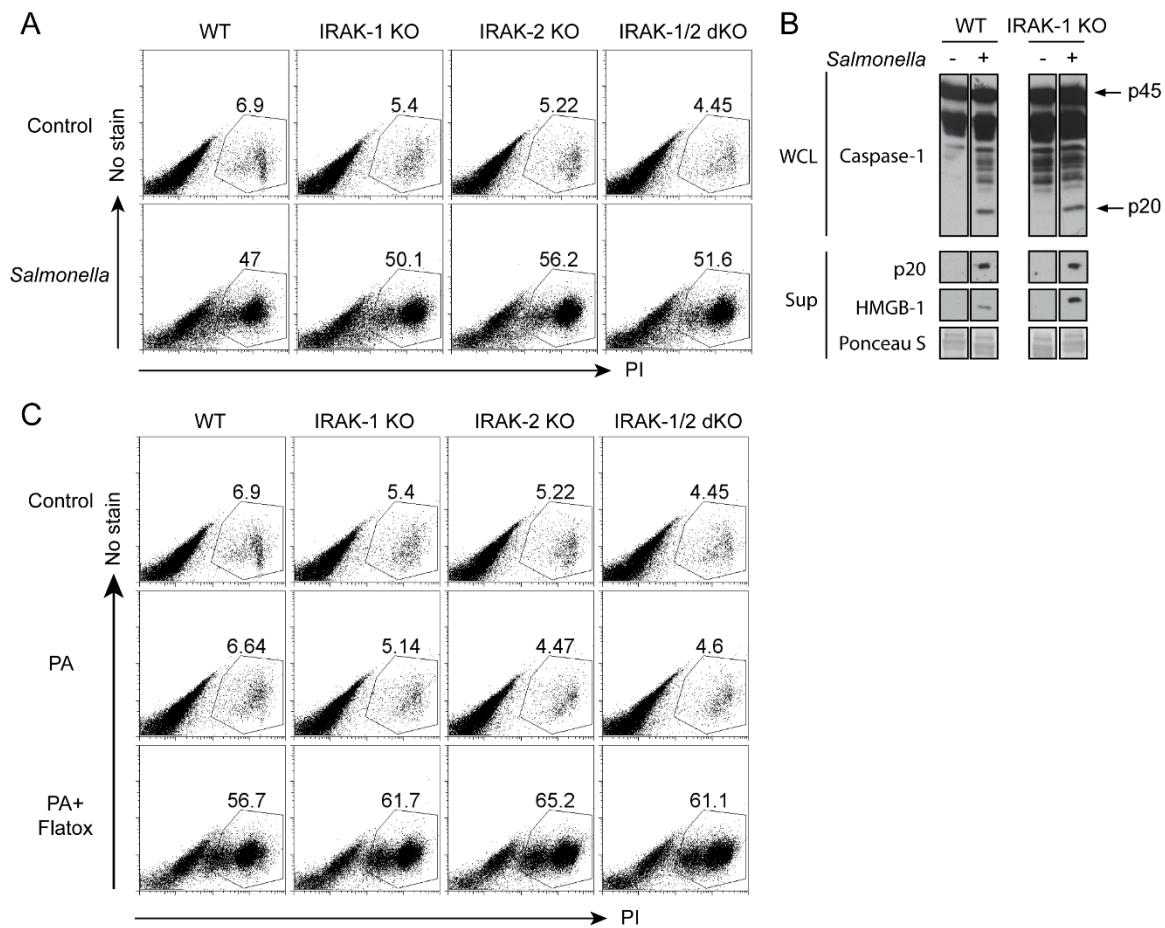 A
WT IRAK-1 KO IRAK-2 KO IRAK-1/2 dKO
Control
No stain
6.9 5.4 5.22 4.45
Salmonella
47 50.1 56.2 51.6
PI
B
WT IRAK-1 KO
Salmonella - + - +
p45
WCL Caspase-1
p20
Sup
p20
HMGB-1
Ponceau S
C
WT IRAK-1 KO IRAK-2 KO IRAK-1/2 dKO
Control
No stain
6.9 5.4 5.22 4.45
PA
6.64 5.14 4.47 4.6
PA+
Flatox
56.7 61.7 65.2 61.1
PI